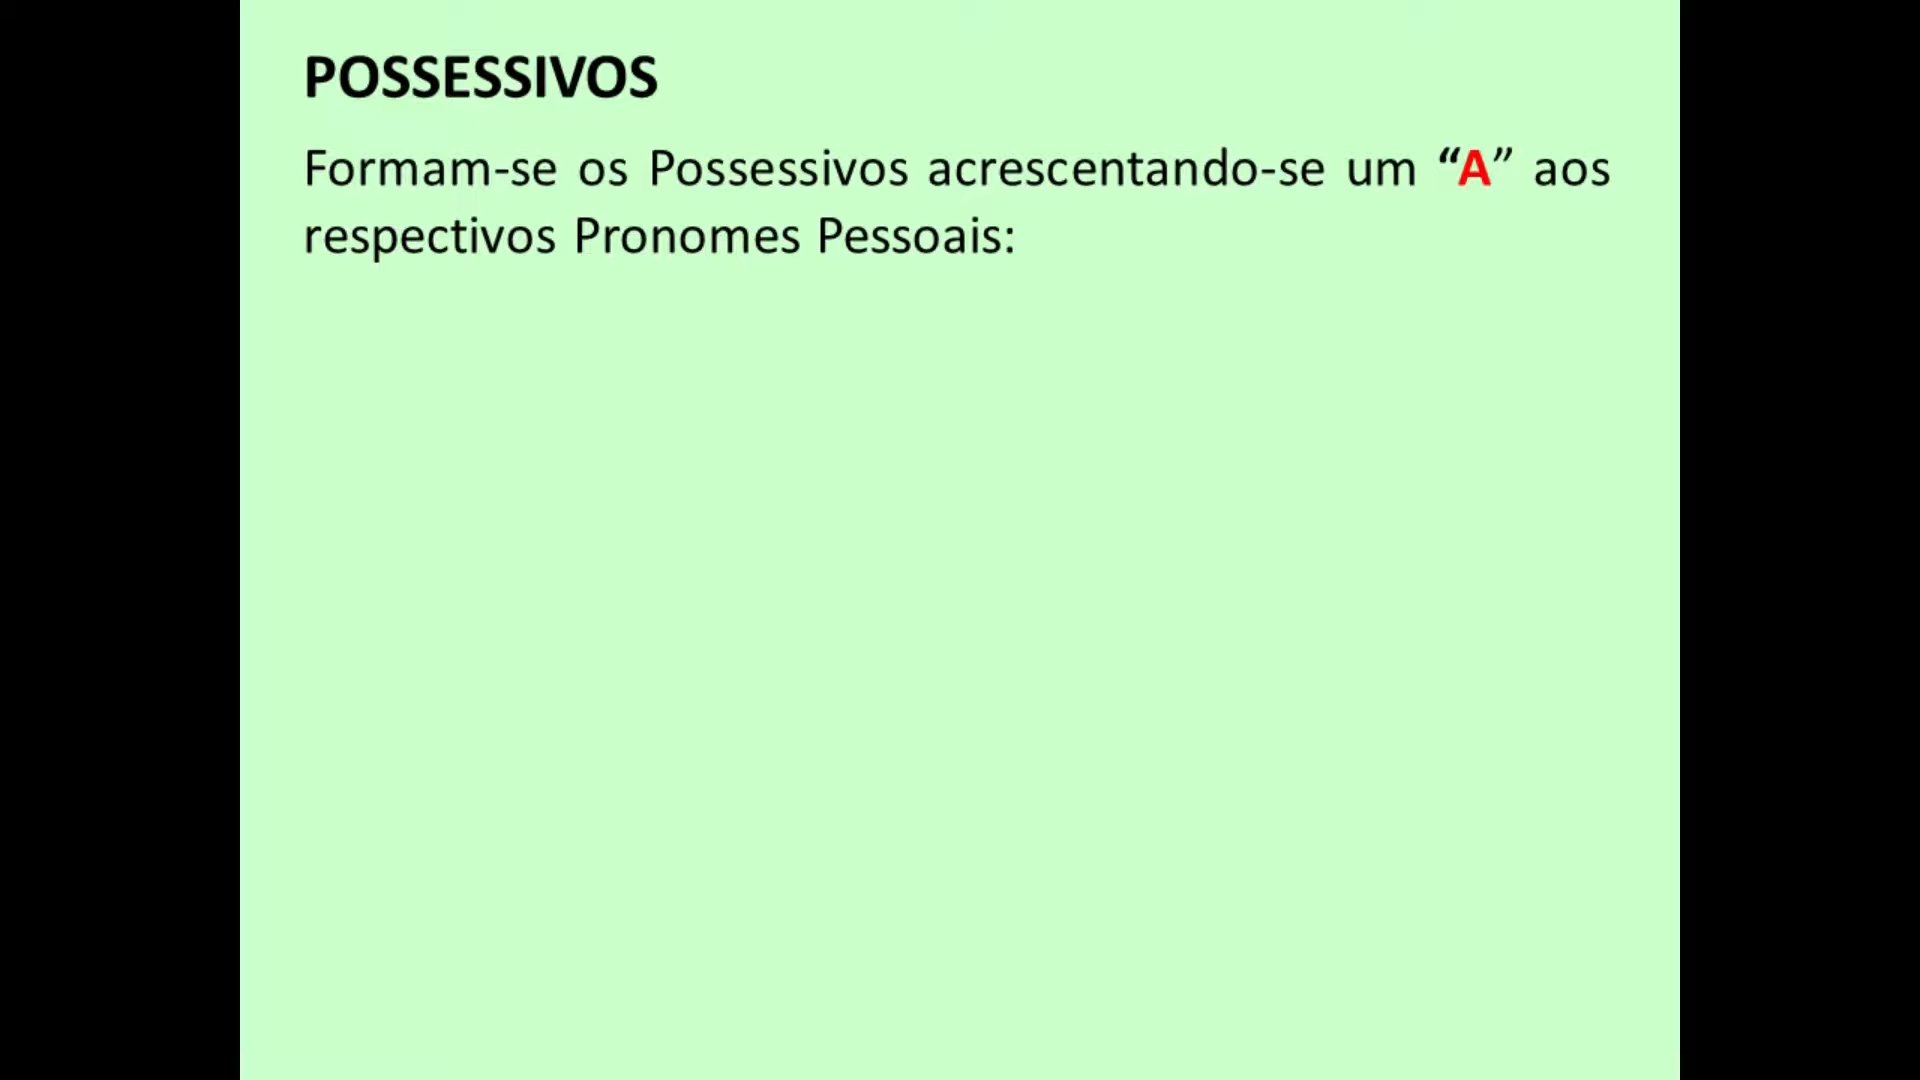 POSSESSIVOS
Formam-se os Possessivos acrescentando-se um “A” aos
respectivos Pronomes Pessoais: